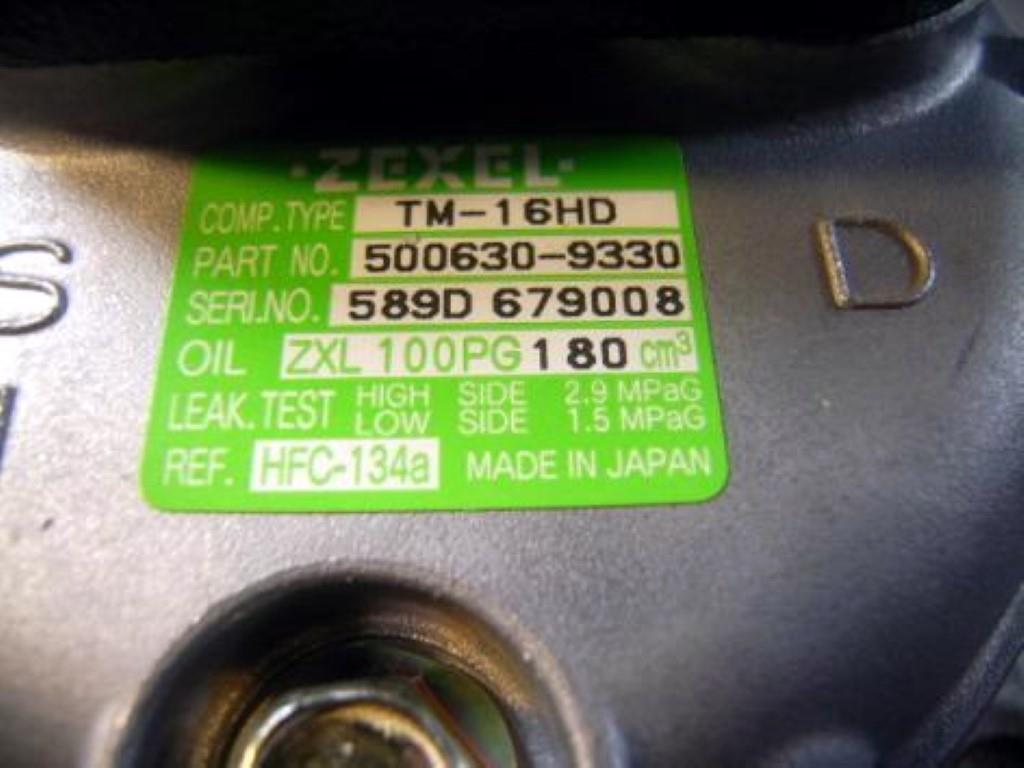 ·ZEXEL·
COMP.TYPE TM-16HD
PART NO. 500630-9330
SERI.NO. 589D 679008
OIL ZXL 100PG 180 cm³
LEAK.TEST HIGH SIDE 2.9 MPaG
LOW SIDE 1.5 MPaG
REF. HFC-134a MADE IN JAPAN
S
D